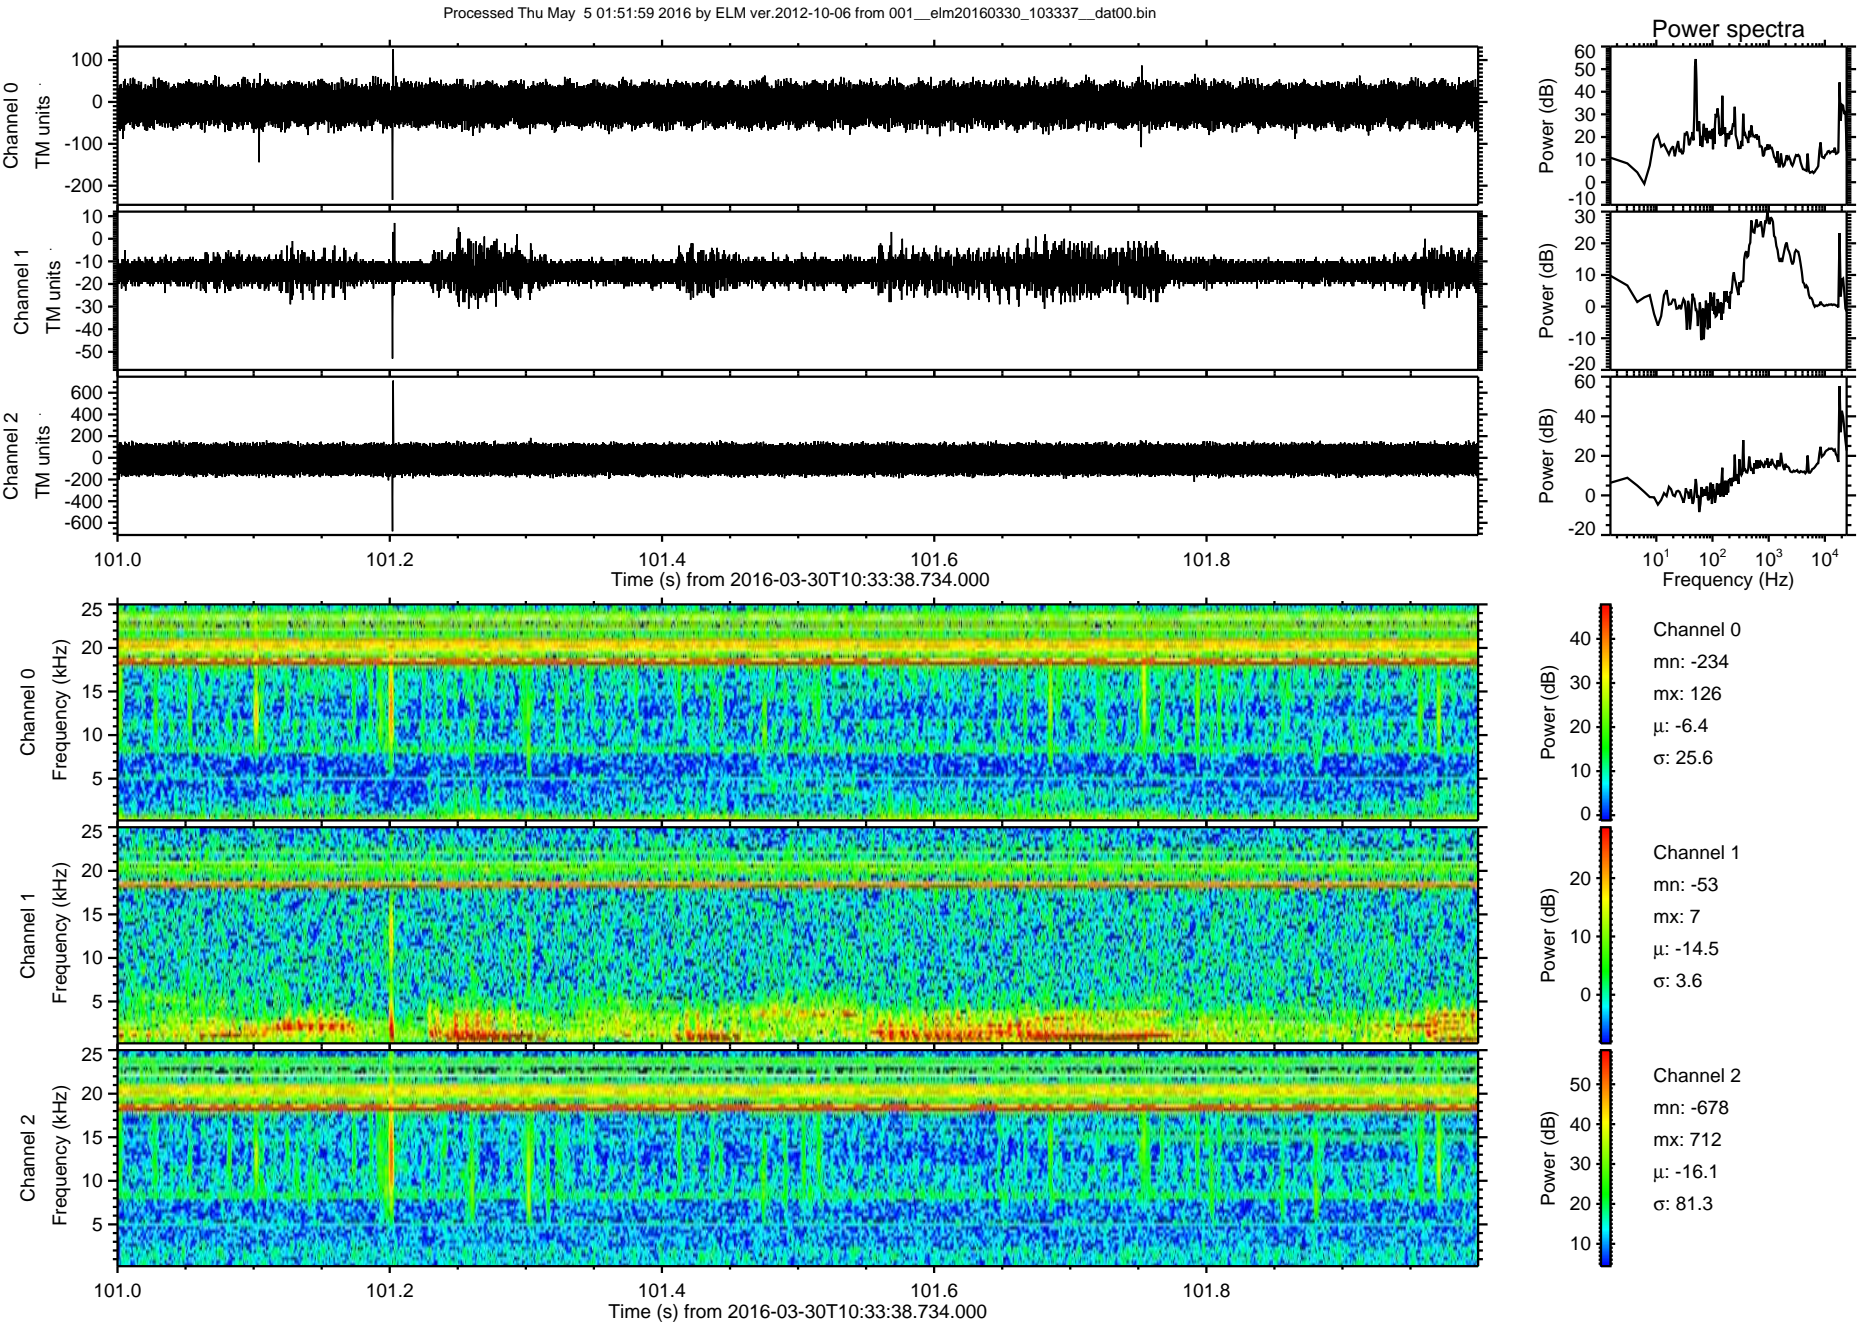 Processed Thu May  5 01:51:59 2016 by ELM ver.2012-10-06 from 001__elm20160330_103337__dat00.bin
Power spectra
Channel 0
TM units
100
0
-100
-200
Power (dB)
60
50
40
30
20
10
0
-10
Channel 1
TM units
10
0
-10
-20
-30
-40
-50
Power (dB)
30
20
10
0
-10
-20
Channel 2
TM units
600
400
200
0
-200
-400
-600
Power (dB)
60
40
20
0
-20
101.0 101.2 101.4 101.6 101.8
Time (s) from 2016-03-30T10:33:38.734.000
10¹ 10² 10³ 10⁴
Frequency (Hz)
Channel 0
Frequency (kHz)
25
20
15
10
5
Power (dB)
40
30
20
10
0
Channel 0
mn: -234
mx: 126
µ: -6.4
σ: 25.6
Channel 1
Frequency (kHz)
25
20
15
10
5
Power (dB)
20
10
0
Channel 1
mn: -53
mx: 7
µ: -14.5
σ: 3.6
Channel 2
Frequency (kHz)
25
20
15
10
5
Power (dB)
50
40
30
20
10
Channel 2
mn: -678
mx: 712
µ: -16.1
σ: 81.3
101.0 101.2 101.4 101.6 101.8
Time (s) from 2016-03-30T10:33:38.734.000